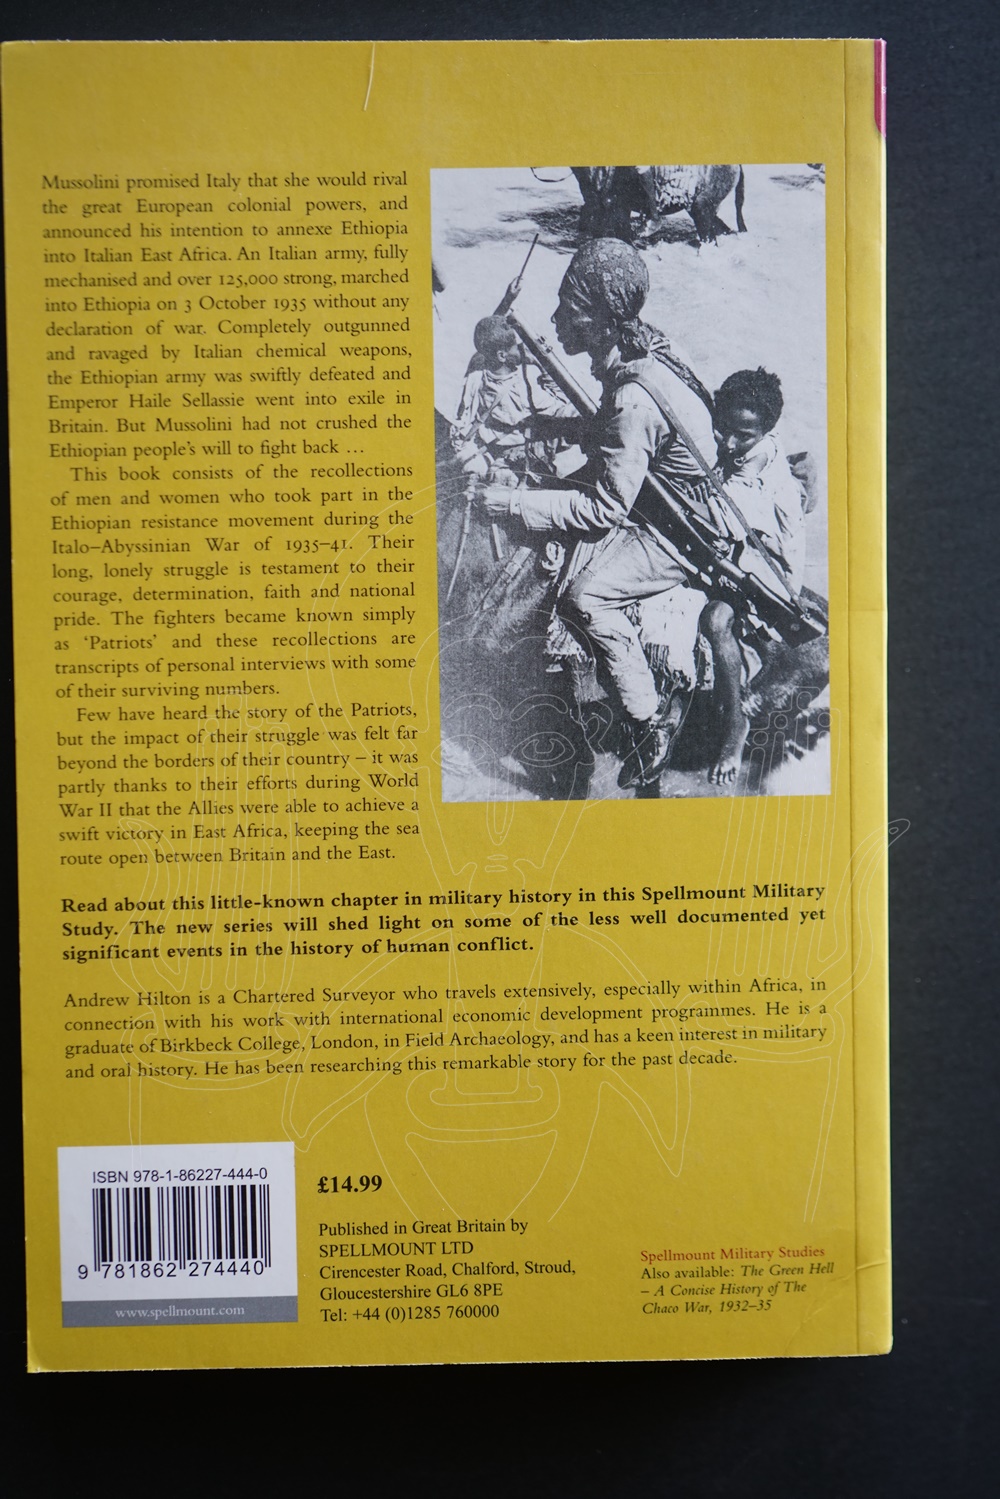 Mussolini promised Italy that she would rival
the great European colonial powers, and
announced his intention to annexe Ethiopia
into Italian East Africa. An Italian army, fully
mechanised and over 125,000 strong, marched
into Ethiopia on 3 October 1935 without any
declaration of war. Completely outgunned
and ravaged by Italian chemical weapons,
the Ethiopian army was swiftly defeated and
Emperor Haile Sellassie went into exile in
Britain. But Mussolini had not crushed the
Ethiopian people's will to fight back ...
This book consists of the recollections
of men and women who took part in the
Ethiopian resistance movement during the
Italo–Abyssinian War of 1935–41. Their
long, lonely struggle is testament to their
courage, determination, faith and national
pride. The fighters became known simply
as 'Patriots' and these recollections are
transcripts of personal interviews with some
of their surviving numbers.
Few have heard the story of the Patriots,
but the impact of their struggle was felt far
beyond the borders of their country – it was
partly thanks to their efforts during World
War II that the Allies were able to achieve a
swift victory in East Africa, keeping the sea
route open between Britain and the East.
Read about this little-known chapter in military history in this Spellmount Military
Study. The new series will shed light on some of the less well documented yet
significant events in the history of human conflict.
Andrew Hilton is a Chartered Surveyor who travels extensively, especially within Africa, in
connection with his work with international economic development programmes. He is a
graduate of Birkbeck College, London, in Field Archaeology, and has a keen interest in military
and oral history. He has been researching this remarkable story for the past decade.
ISBN 978-1-86227-444-0
9 781862 274440
www.spellmount.com
£14.99
Published in Great Britain by
SPELLMOUNT LTD
Cirencester Road, Chalford, Stroud,
Gloucestershire GL6 8PE
Tel: +44 (0)1285 760000
Spellmount Military Studies
Also available: The Green Hell
– A Concise History of The
Chaco War, 1932–35